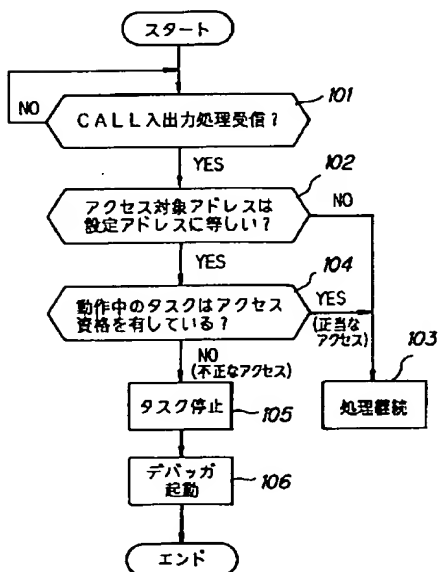 スタート
101
NO
CALL入出力処理受信?
YES
102
アクセス対象アドレスは
設定アドレスに等しい?
NO
YES
104
動作中のタスクはアクセス
資格を有している?
YES
(正当な
アクセス)
NO
(不正なアクセス)
103
タスク停止
105
処理継続
デバッガ
起動
106
エンド